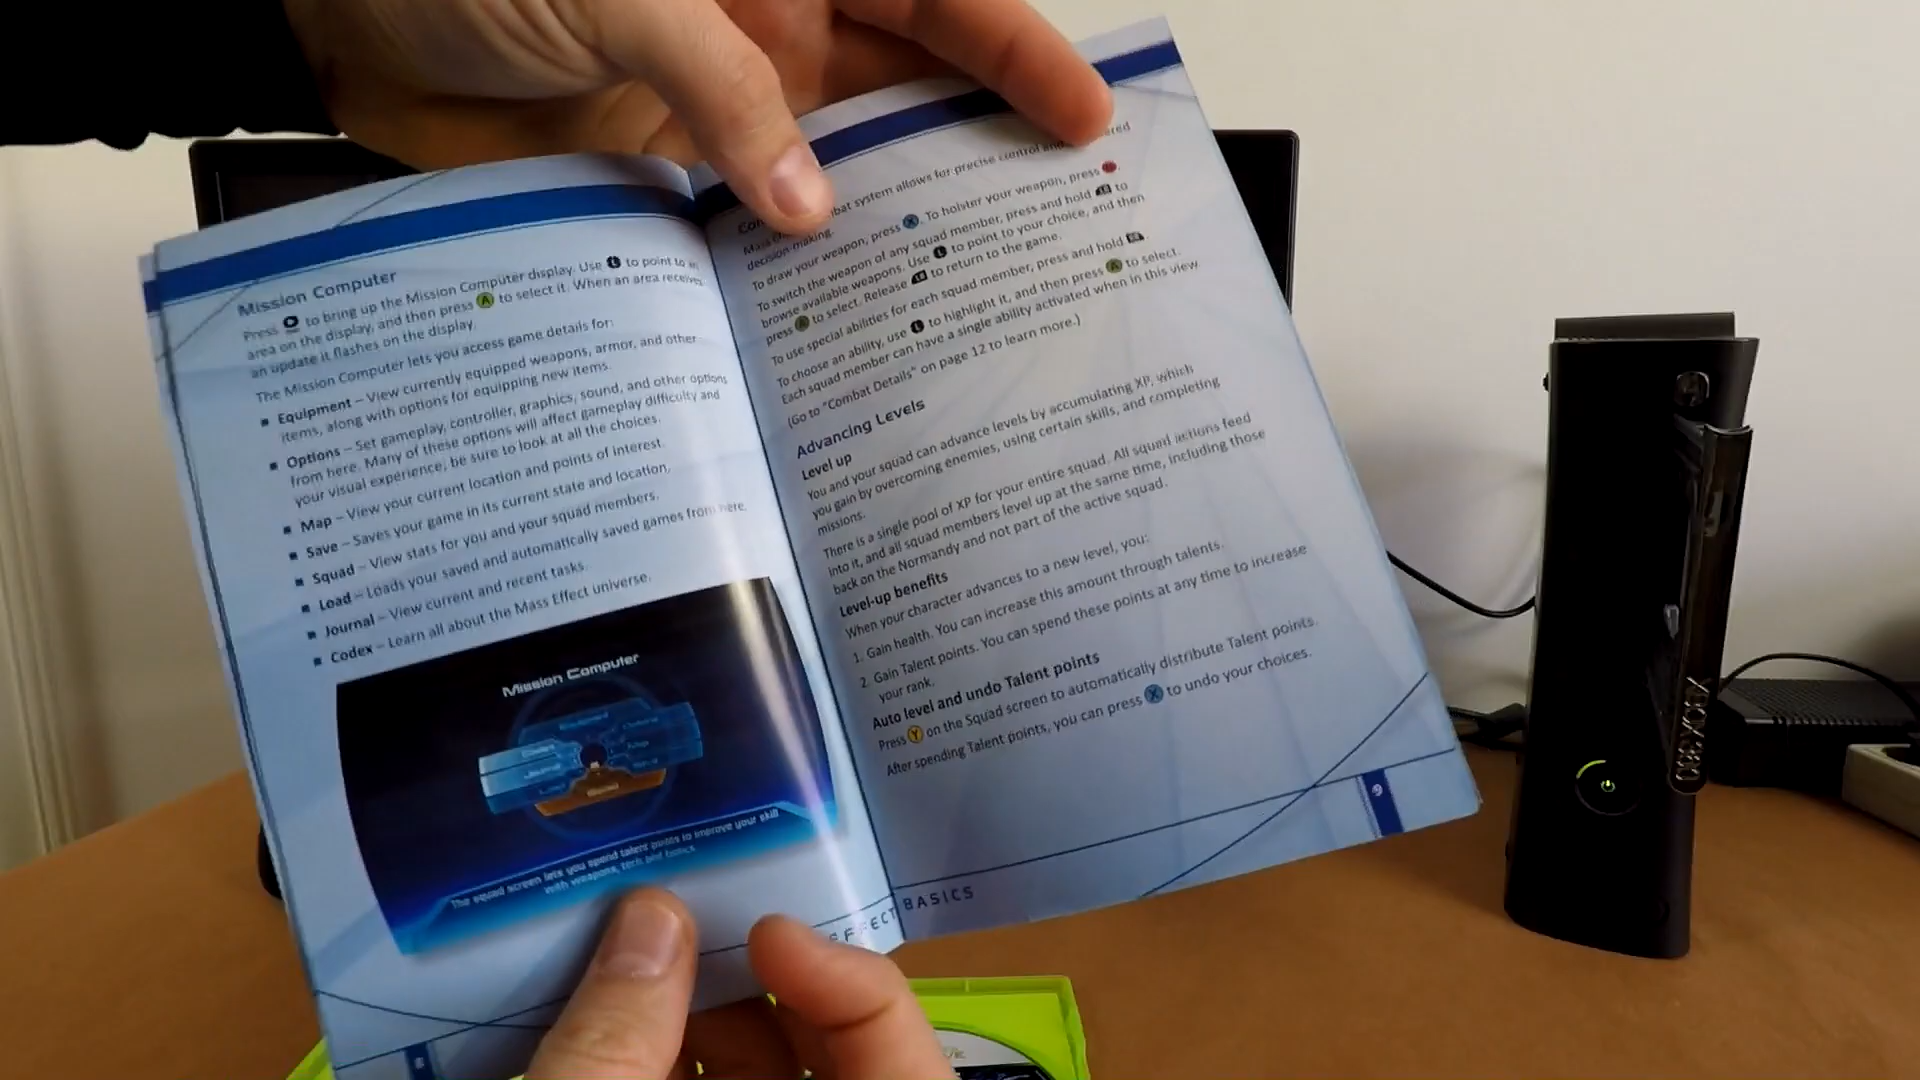 Mission Computer
Press to bring up the Mission Computer display. Use L to point to an
area on the display, and then press A to select it. When an area receives
an update it flashes on the display.
The Mission Computer lets you access game details for:
■ Equipment – View currently equipped weapons, armor, and other
items, along with options for equipping new items.
■ Options – Set gameplay, controller, graphics, sound, and other options
from here. Many of these options will affect gameplay difficulty and
your visual experience; be sure to look at all the choices.
■ Map – View your current location and points of interest.
■ Save – Saves your game in its current state and location.
■ Squad – View stats for you and your squad members.
■ Load – Loads your saved and automatically saved games from here.
■ Journal – View current and recent tasks.
■ Codex – Learn all about the Mass Effect universe.
Mission Computer
Codex
Journal
Map
The squad screen lets you spend talent points to improve your skill
with weapons, tech and biotics
8
EFFECT BASICS
system allows for precise control and
decision-making.
To draw your weapon, press X. To holster your weapon, press
To switch the weapon of any squad member, press and hold LB to
browse available weapons. Use L to point to your choice, and then
press A to select. Release LB to return to the game.
To use special abilities for each squad member, press and hold
To choose an ability, use L to highlight it, and then press A to select.
Each squad member can have a single ability activated when in this view.
(Go to "Combat Details" on page 12 to learn more.)
Advancing Levels
Level up
You and your squad can advance levels by accumulating XP, which
you gain by overcoming enemies, using certain skills, and completing
missions.
There is a single pool of XP for your entire squad. All squad actions feed
into it, and all squad members level up at the same time, including those
back on the Normandy and not part of the active squad.
Level-up benefits
When your character advances to a new level, you:
1. Gain health. You can increase this amount through talents.
2. Gain Talent points. You can spend these points at any time to increase
your rank.
Auto level and undo Talent points
Press Y on the Squad screen to automatically distribute Talent points.
After spending Talent points, you can press X to undo your choices.
9
XBOX 360